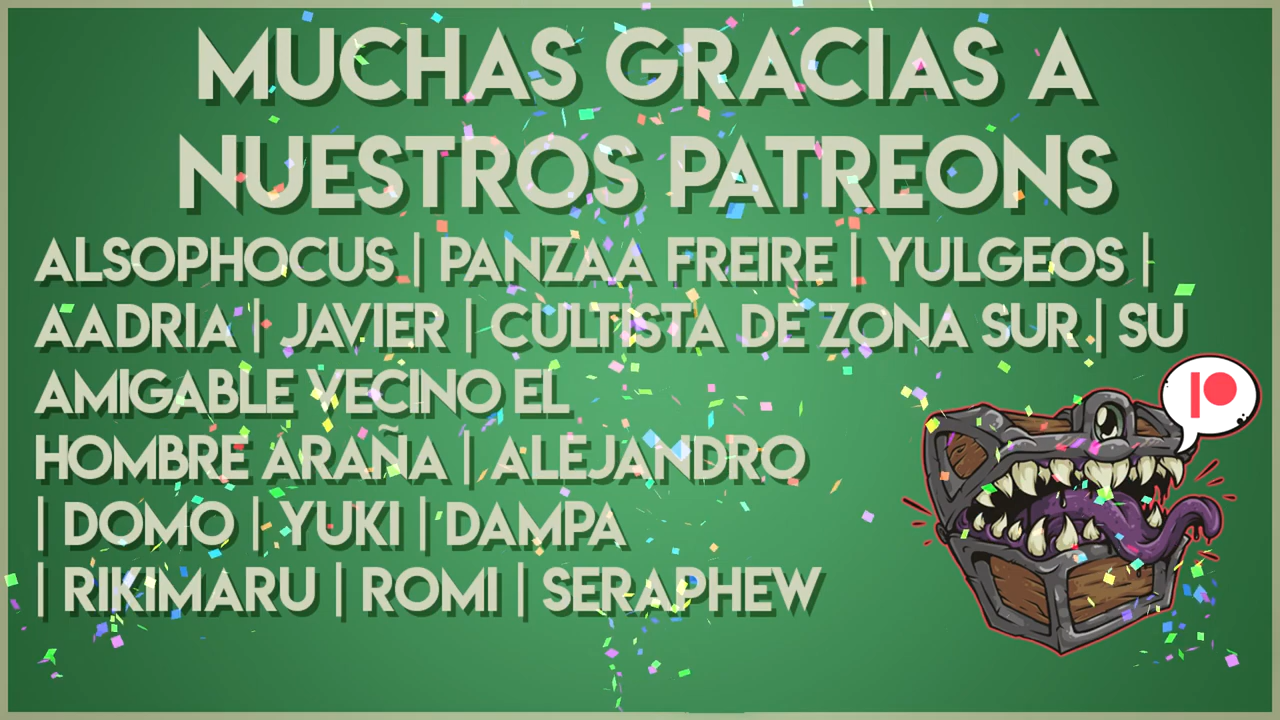 MUCHAS GRACIAS A
NUESTROS PATREONS
ALSOPHOCUS | PANZAA FREIRE | YULGEOS |
AADRIA | JAVIER | CULTISTA DE ZONA SUR | SU
AMIGABLE VECINO EL
HOMBRE ARAÑA | ALEJANDRO
| DOMO | YUKI | DAMPA
| RIKIMARU | ROMI | SERAPHEW